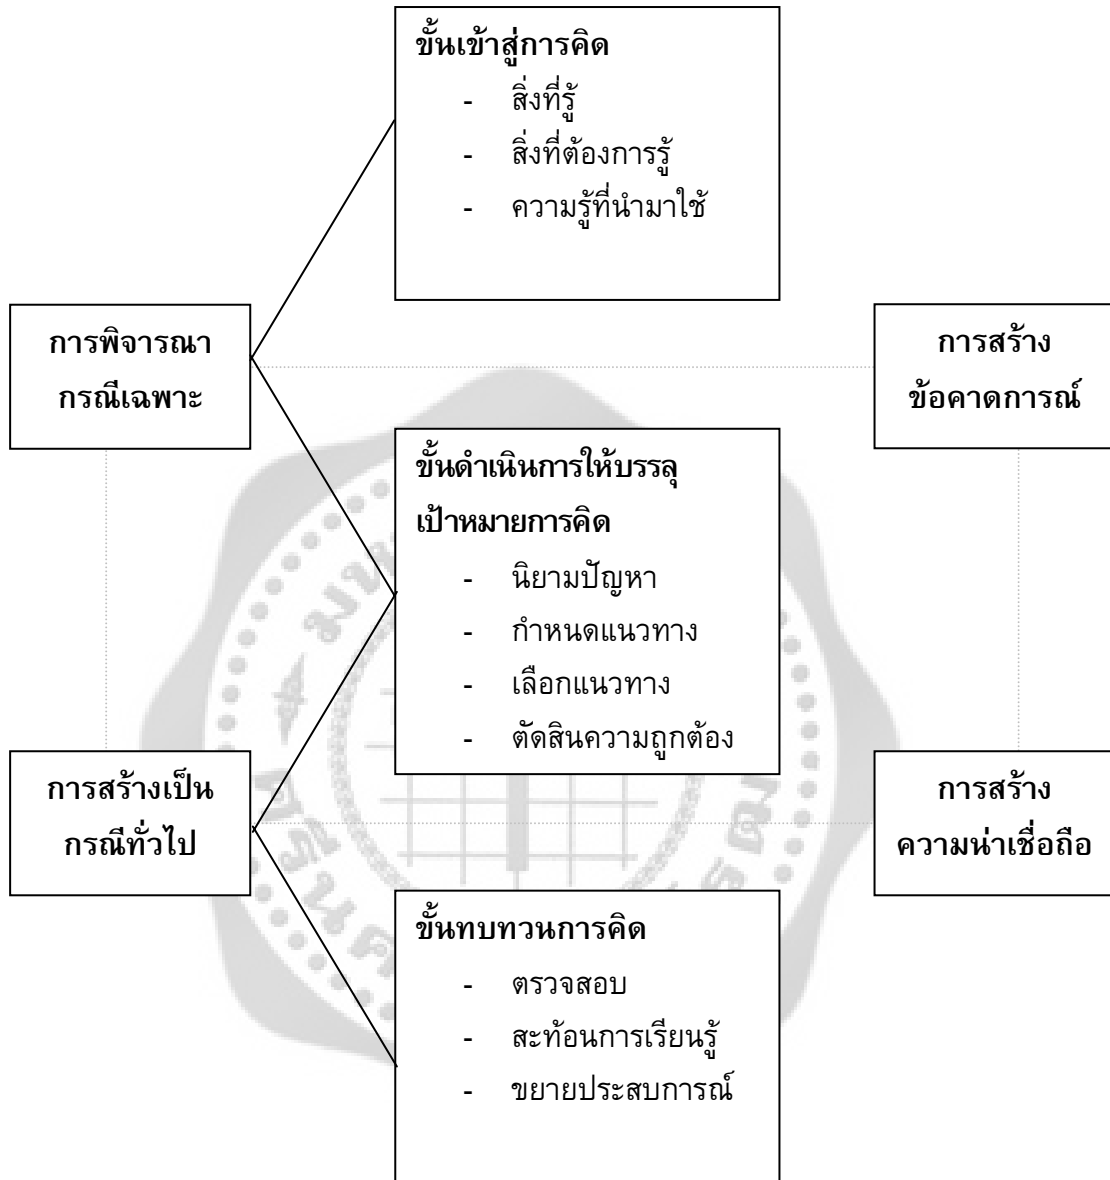 ขั้นเข้าสู่การคิด
- สิ่งที่รู้
- สิ่งที่ต้องการรู้
- ความรู้ที่นำมาใช้
การพิจารณา
กรณีเฉพาะ
การสร้าง
ข้อคาดการณ์
ขั้นดำเนินการให้บรรลุ
เป้าหมายการคิด
- นิยามปัญหา
- กำหนดแนวทาง
- เลือกแนวทาง
- ตัดสินความถูกต้อง
การสร้างเป็น
กรณีทั่วไป
การสร้าง
ความน่าเชื่อถือ
ขั้นทบทวนการคิด
- ตรวจสอบ
- สะท้อนการเรียนรู้
- ขยายประสบการณ์